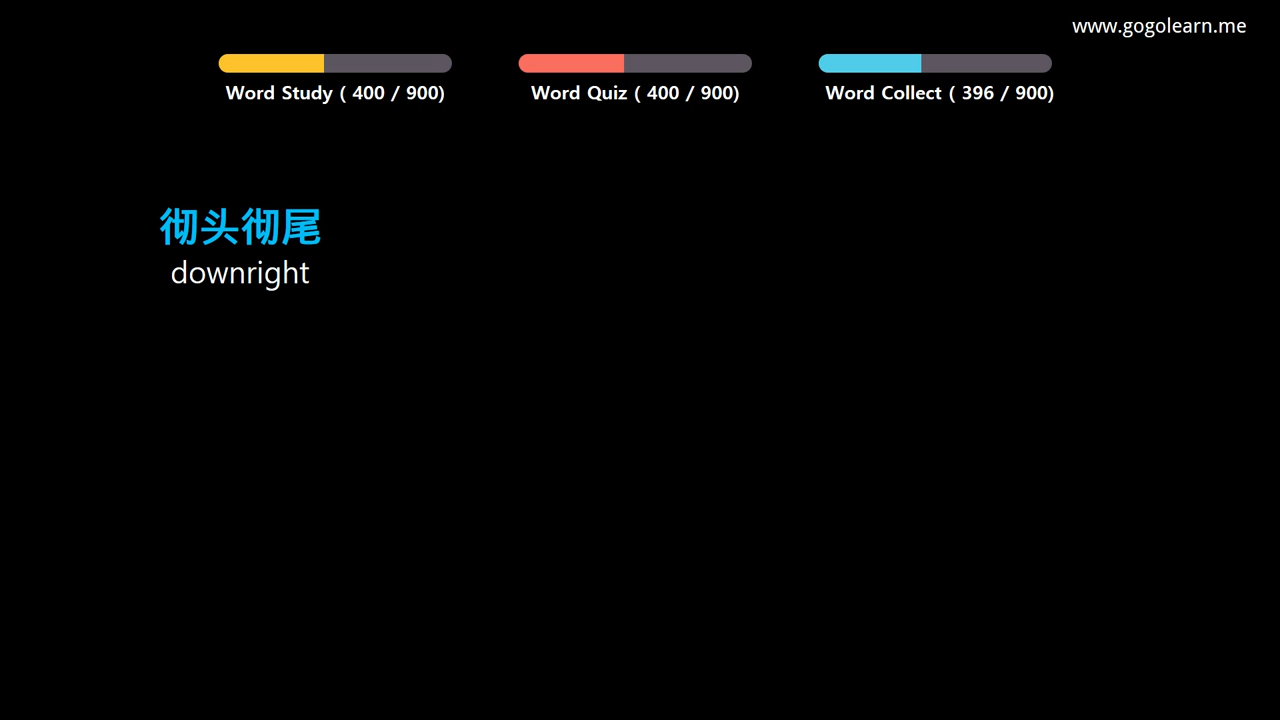 www.gogolearn.me
Word Study ( 400 / 900)
Word Quiz ( 400 / 900)
Word Collect ( 396 / 900)
彻头彻尾
downright